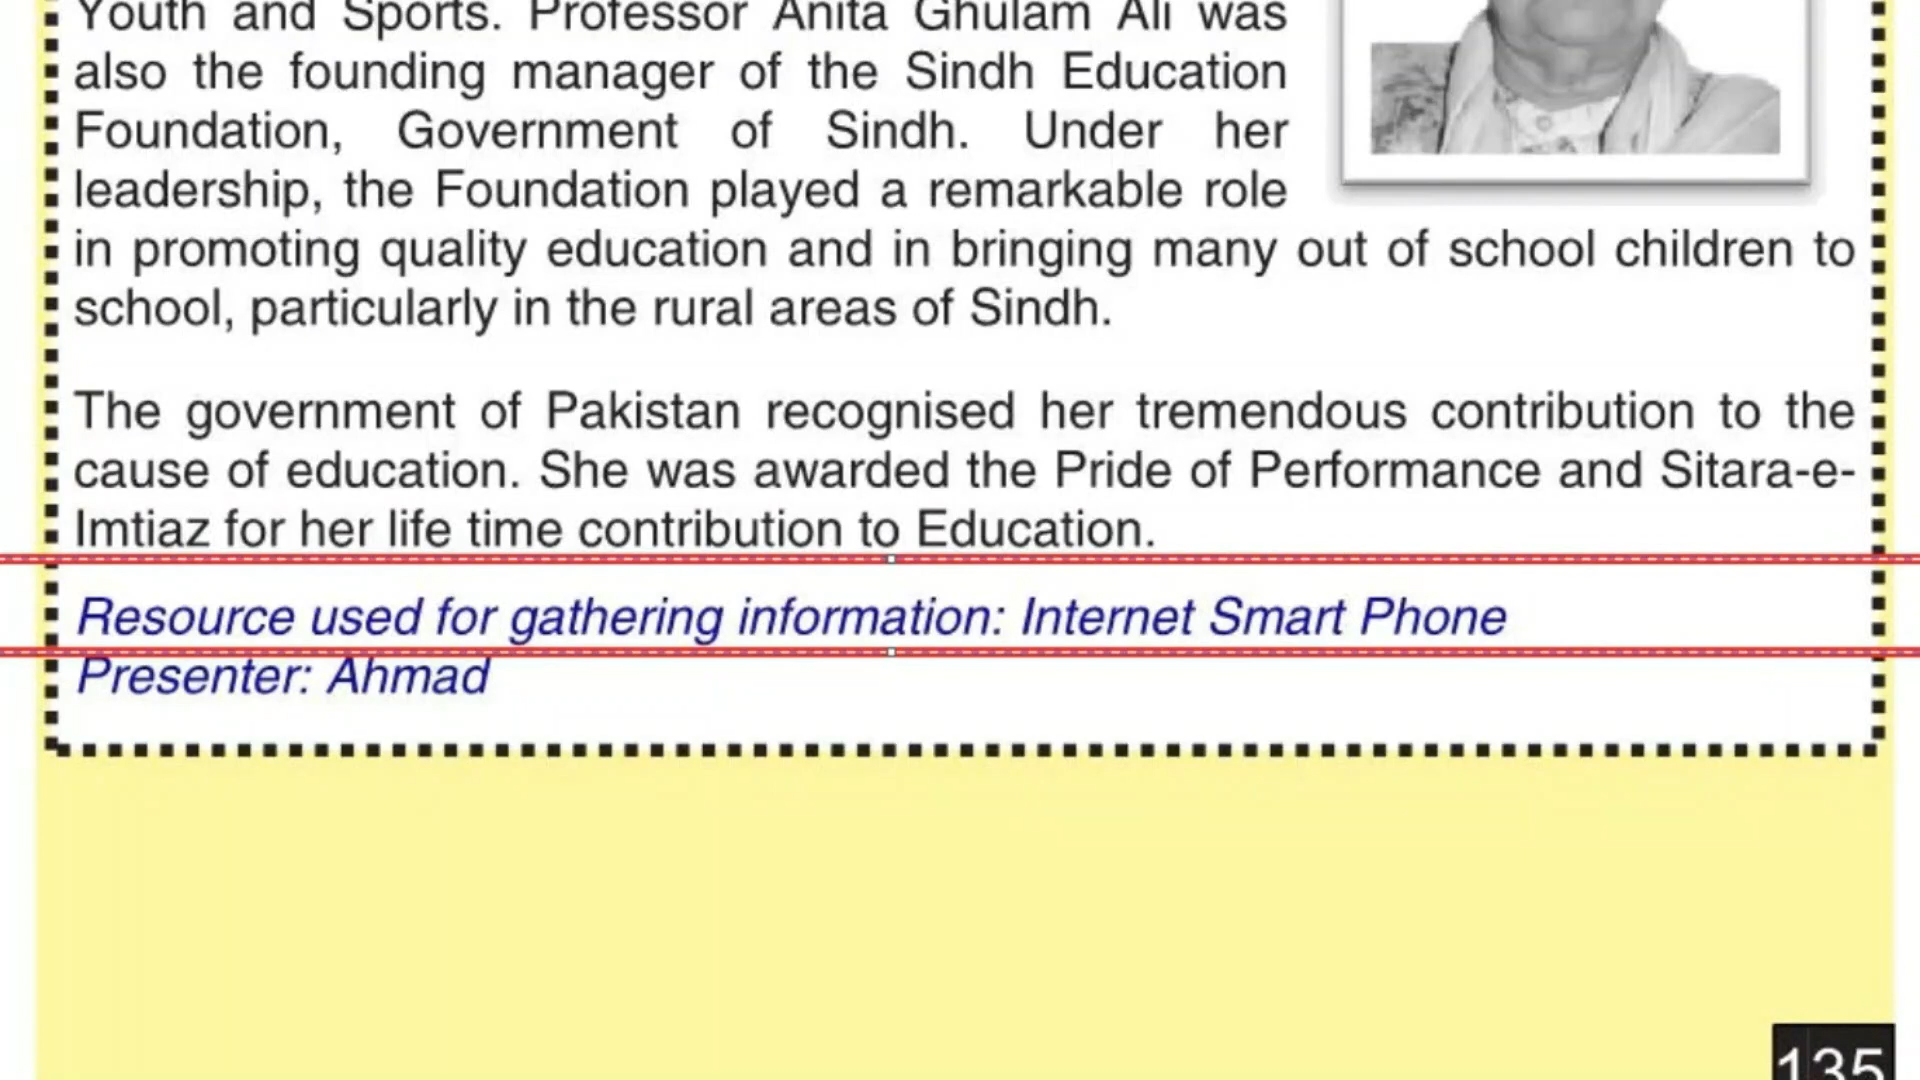 Youth and Sports. Professor Anita Ghulam Ali was
also the founding manager of the Sindh Education
Foundation, Government of Sindh. Under her
leadership, the Foundation played a remarkable role
in promoting quality education and in bringing many out of school children to
school, particularly in the rural areas of Sindh.
The government of Pakistan recognised her tremendous contribution to the
cause of education. She was awarded the Pride of Performance and Sitara-e-
Imtiaz for her life time contribution to Education.
Resource used for gathering information: Internet Smart Phone
Presenter: Ahmad
135